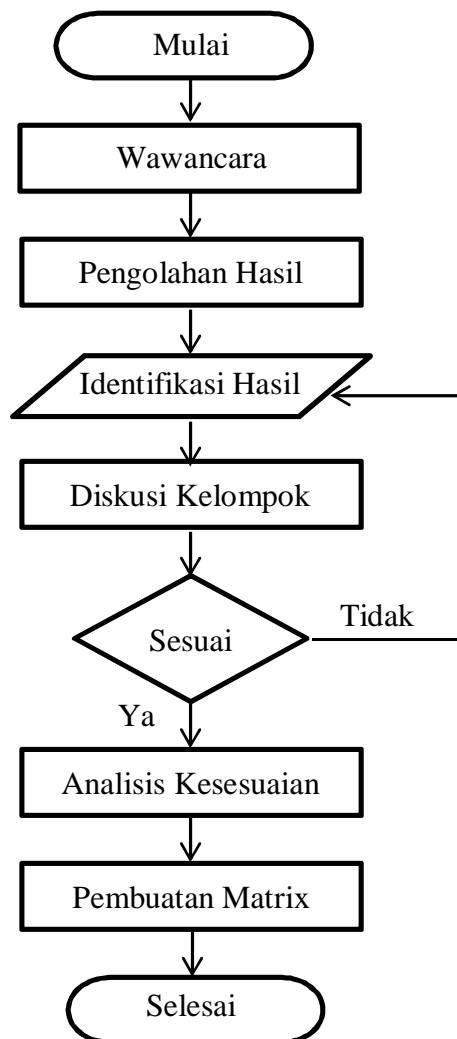 Mulai
Wawancara
Pengolahan Hasil
Identifikasi Hasil
Diskusi Kelompok
Sesuai
Tidak
Ya
Analisis Kesesuaian
Pembuatan Matrix
Selesai